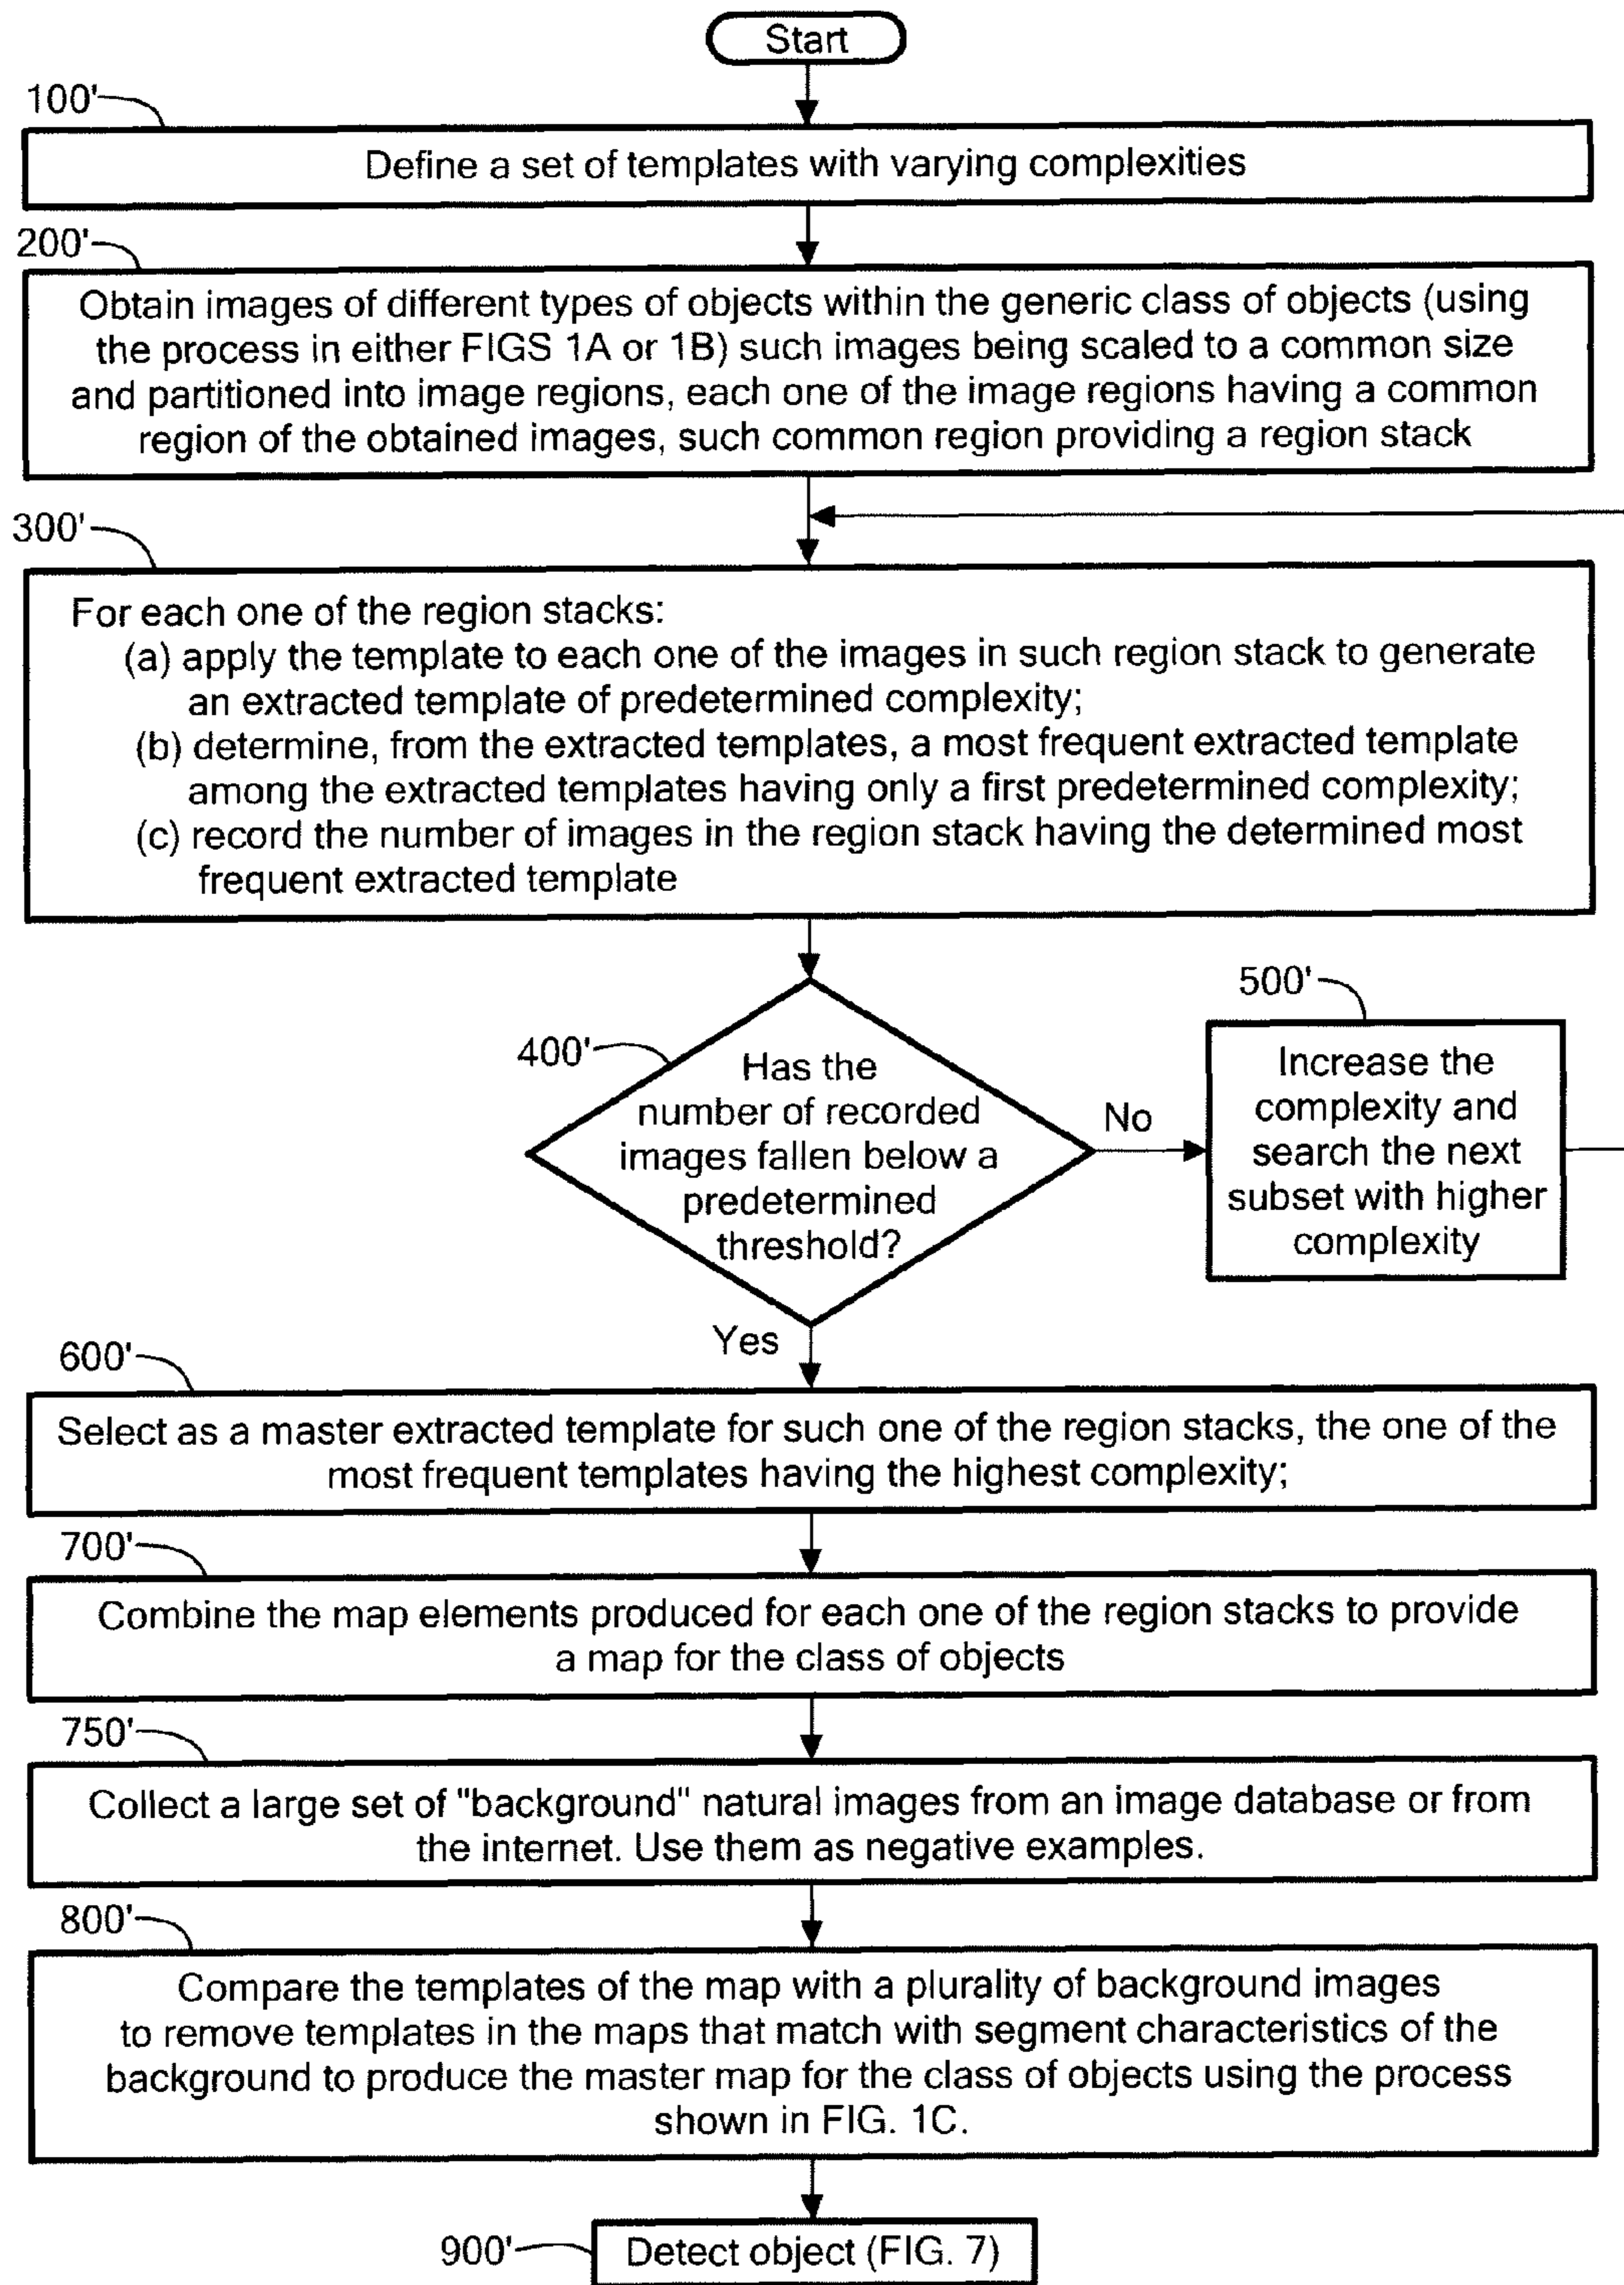 Start
100'
Define a set of templates with varying complexities
200'
Obtain images of different types of objects within the generic class of objects (using
the process in either FIGS 1A or 1B) such images being scaled to a common size
and partitioned into image regions, each one of the image regions having a common
region of the obtained images, such common region providing a region stack
300'
For each one of the region stacks:
(a) apply the template to each one of the images in such region stack to generate
an extracted template of predetermined complexity;
(b) determine, from the extracted templates, a most frequent extracted template
among the extracted templates having only a first predetermined complexity;
(c) record the number of images in the region stack having the determined most
frequent extracted template
400'
Has the
number of recorded
images fallen below a
predetermined
threshold?
No
500'
Increase the
complexity and
search the next
subset with higher
complexity
Yes
600'
Select as a master extracted template for such one of the region stacks, the one of the
most frequent templates having the highest complexity;
700'
Combine the map elements produced for each one of the region stacks to provide
a map for the class of objects
750'
Collect a large set of "background" natural images from an image database or from
the internet. Use them as negative examples.
800'
Compare the templates of the map with a plurality of background images
to remove templates in the maps that match with segment characteristics of the
background to produce the master map for the class of objects using the process
shown in FIG. 1C.
900'
Detect object (FIG. 7)